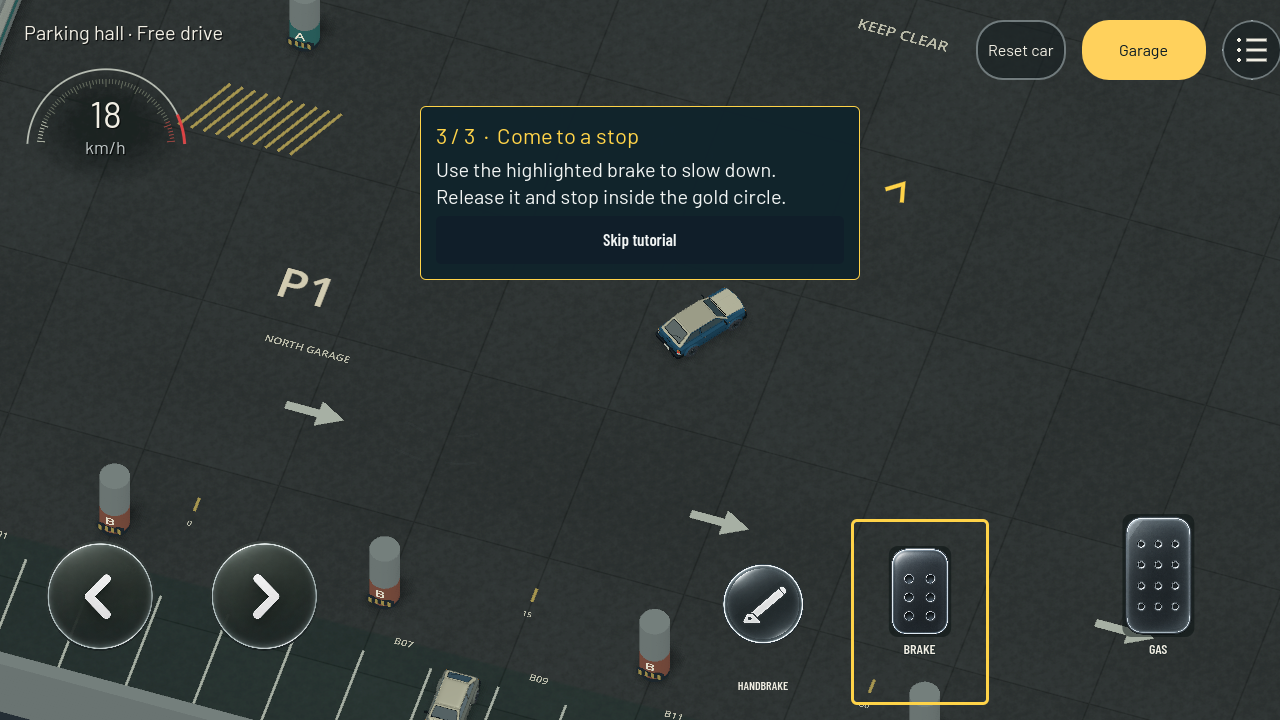 Parking hall · Free drive
A
KEEP CLEAR
Reset car
Garage
18
km/h
3 / 3 · Come to a stop
Use the highlighted brake to slow down.
Release it and stop inside the gold circle.
Skip tutorial
P1
NORTH GARAGE
B
0
B
15
B
B07
B09
B11
HANDBRAKE
BRAKE
GAS